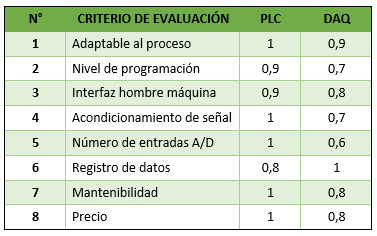 N° CRITERIO DE EVALUACIÓN PLC DAQ
1 Adaptable al proceso 1 0,9
2 Nivel de programación 0,9 0,7
3 Interfaz hombre máquina 0,9 0,8
4 Acondicionamiento de señal 1 0,7
5 Número de entradas A/D 1 0,6
6 Registro de datos 0,8 1
7 Mantenibilidad 1 0,8
8 Precio 1 0,8